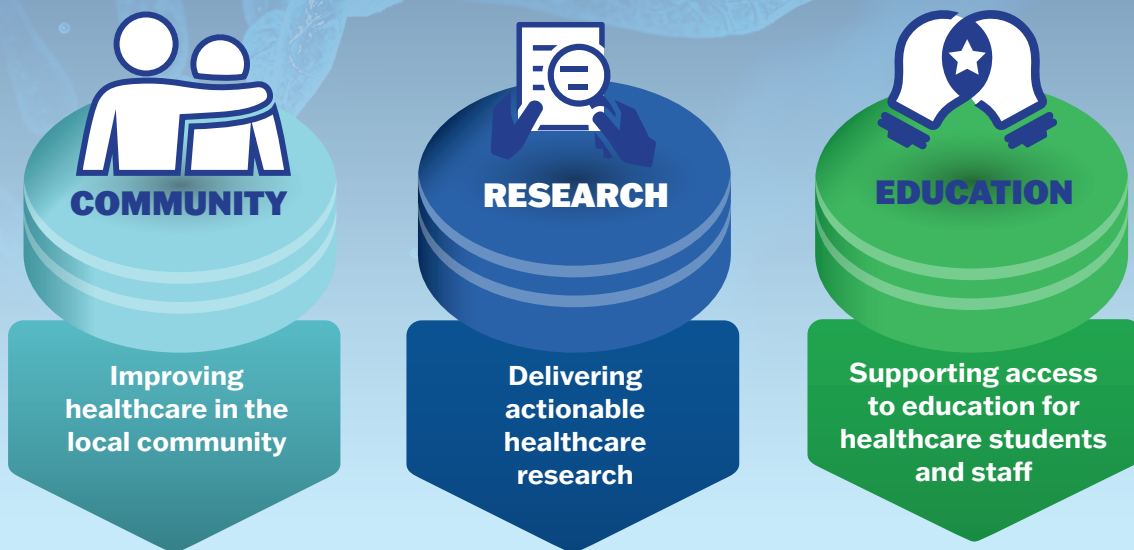 COMMUNITY
Improving
healthcare in the
local community
RESEARCH
Delivering
actionable
healthcare
research
EDUCATION
Supporting access
to education for
healthcare students
and staff